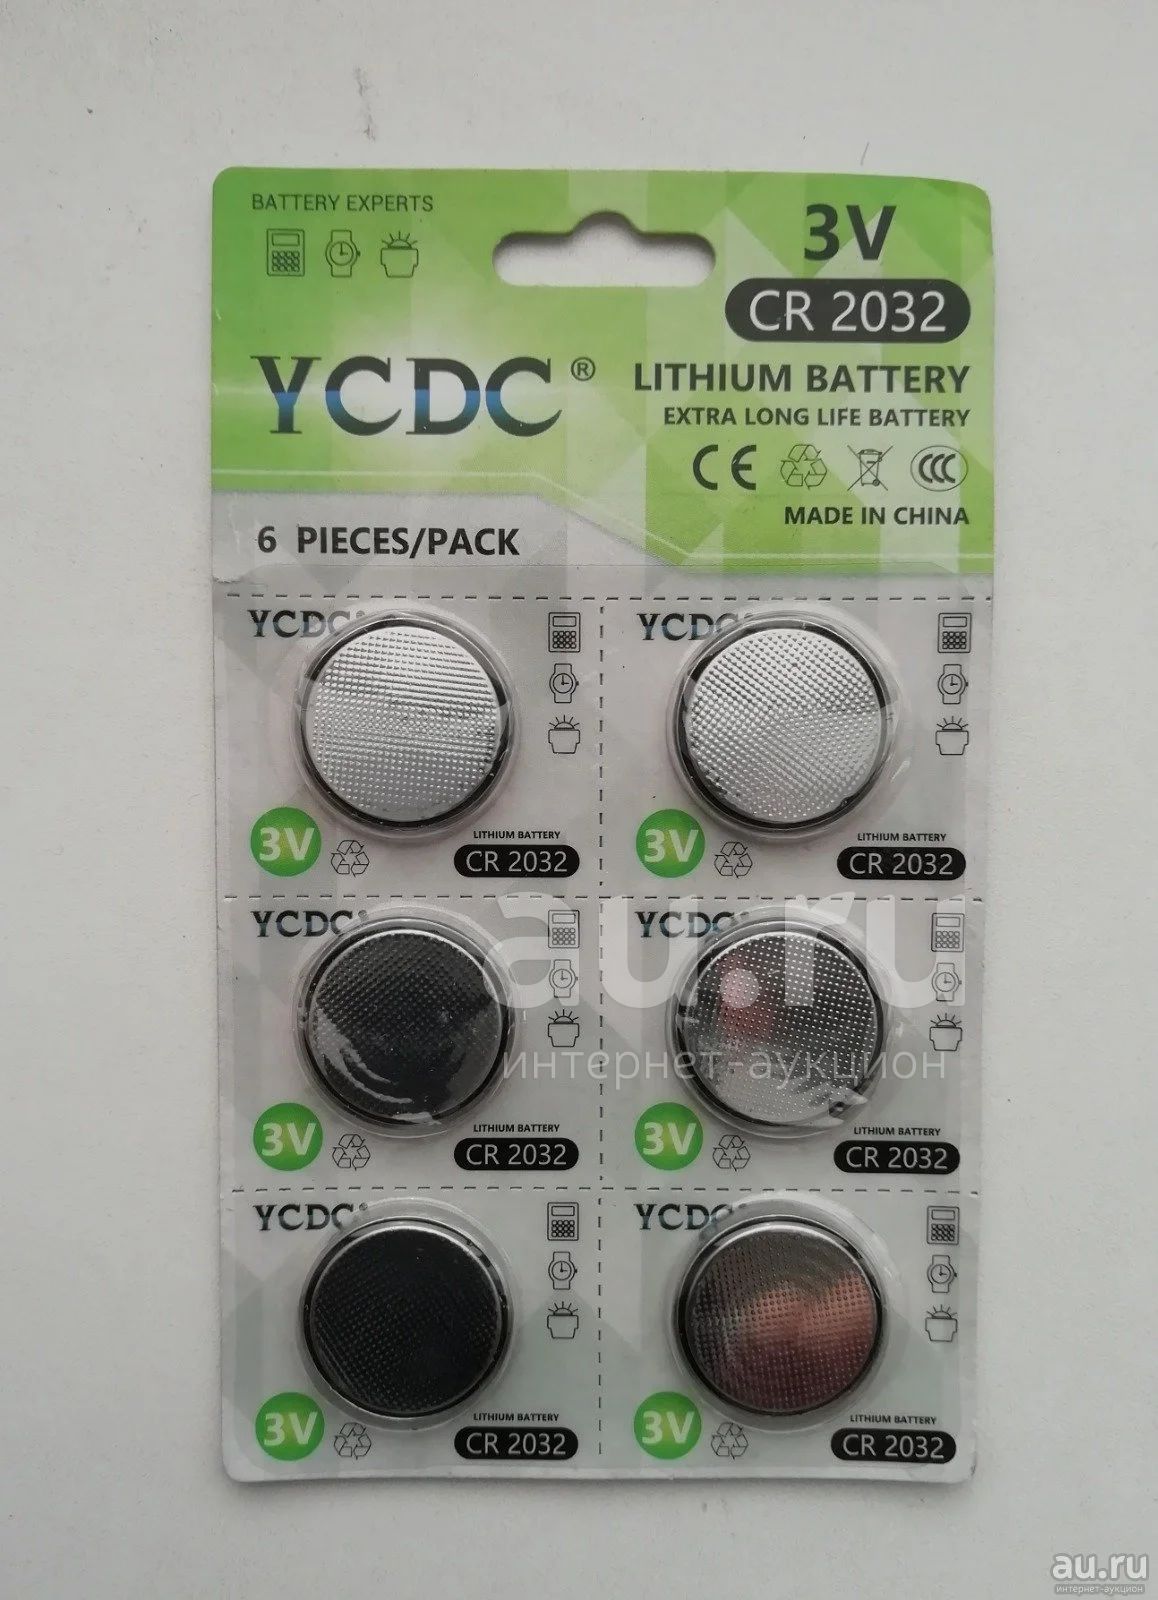 BATTERY EXPERTS
3V
CR 2032
YCDC®
LITHIUM BATTERY
EXTRA LONG LIFE BATTERY
CE
CCC
MADE IN CHINA
6 PIECES/PACK
YCDC
3V
LITHIUM BATTERY
CR 2032
YCDC
3V
LITHIUM BATTERY
CR 2032
YCDC
3V
LITHIUM BATTERY
CR 2032
YCDC
3V
LITHIUM BATTERY
CR 2032
au.ru
интернет-аукцион
YCDC
3V
LITHIUM BATTERY
CR 2032
YCDC
3V
LITHIUM BATTERY
CR 2032
au.ru
интернет-аукцион